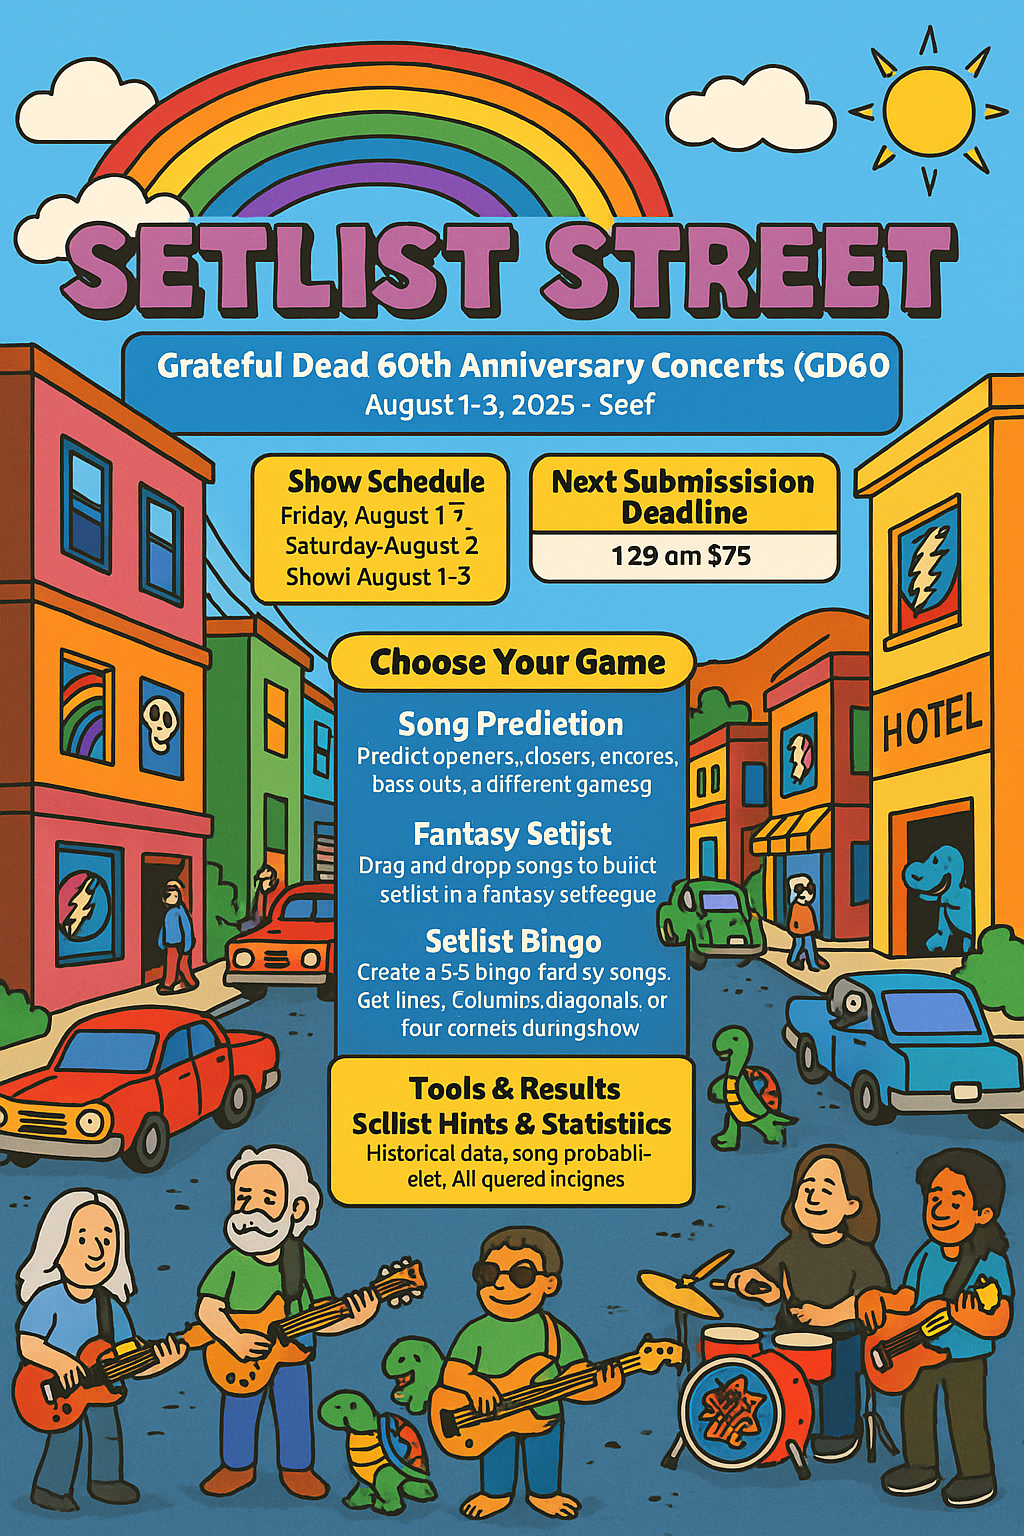 SETLIST STREET
Grateful Dead 60th Anniversary Concerts (GD60
August 1-3, 2025 - Seef
Show Schedule
Friday, August 1
Saturday-August 2
Showi August 1-3
Next Submissision
Deadline
129 am $75
Choose Your Game
Song Predietion
Predict openers,,closers, encores,
bass outs, a different gamesg
Fantasy Setijst
Drag and dropp songs to buiict
setlist in a fantasy setfeegue
Setlist Bingo
Create a 5-5 bingo fard sy songs.
Get lines, Columins, diagonals, or
four cornets duringshow
Tools & Results
Scllist Hints & Statistiics
Historical data, song probabli-
elet, All quered incignes
HOTEL